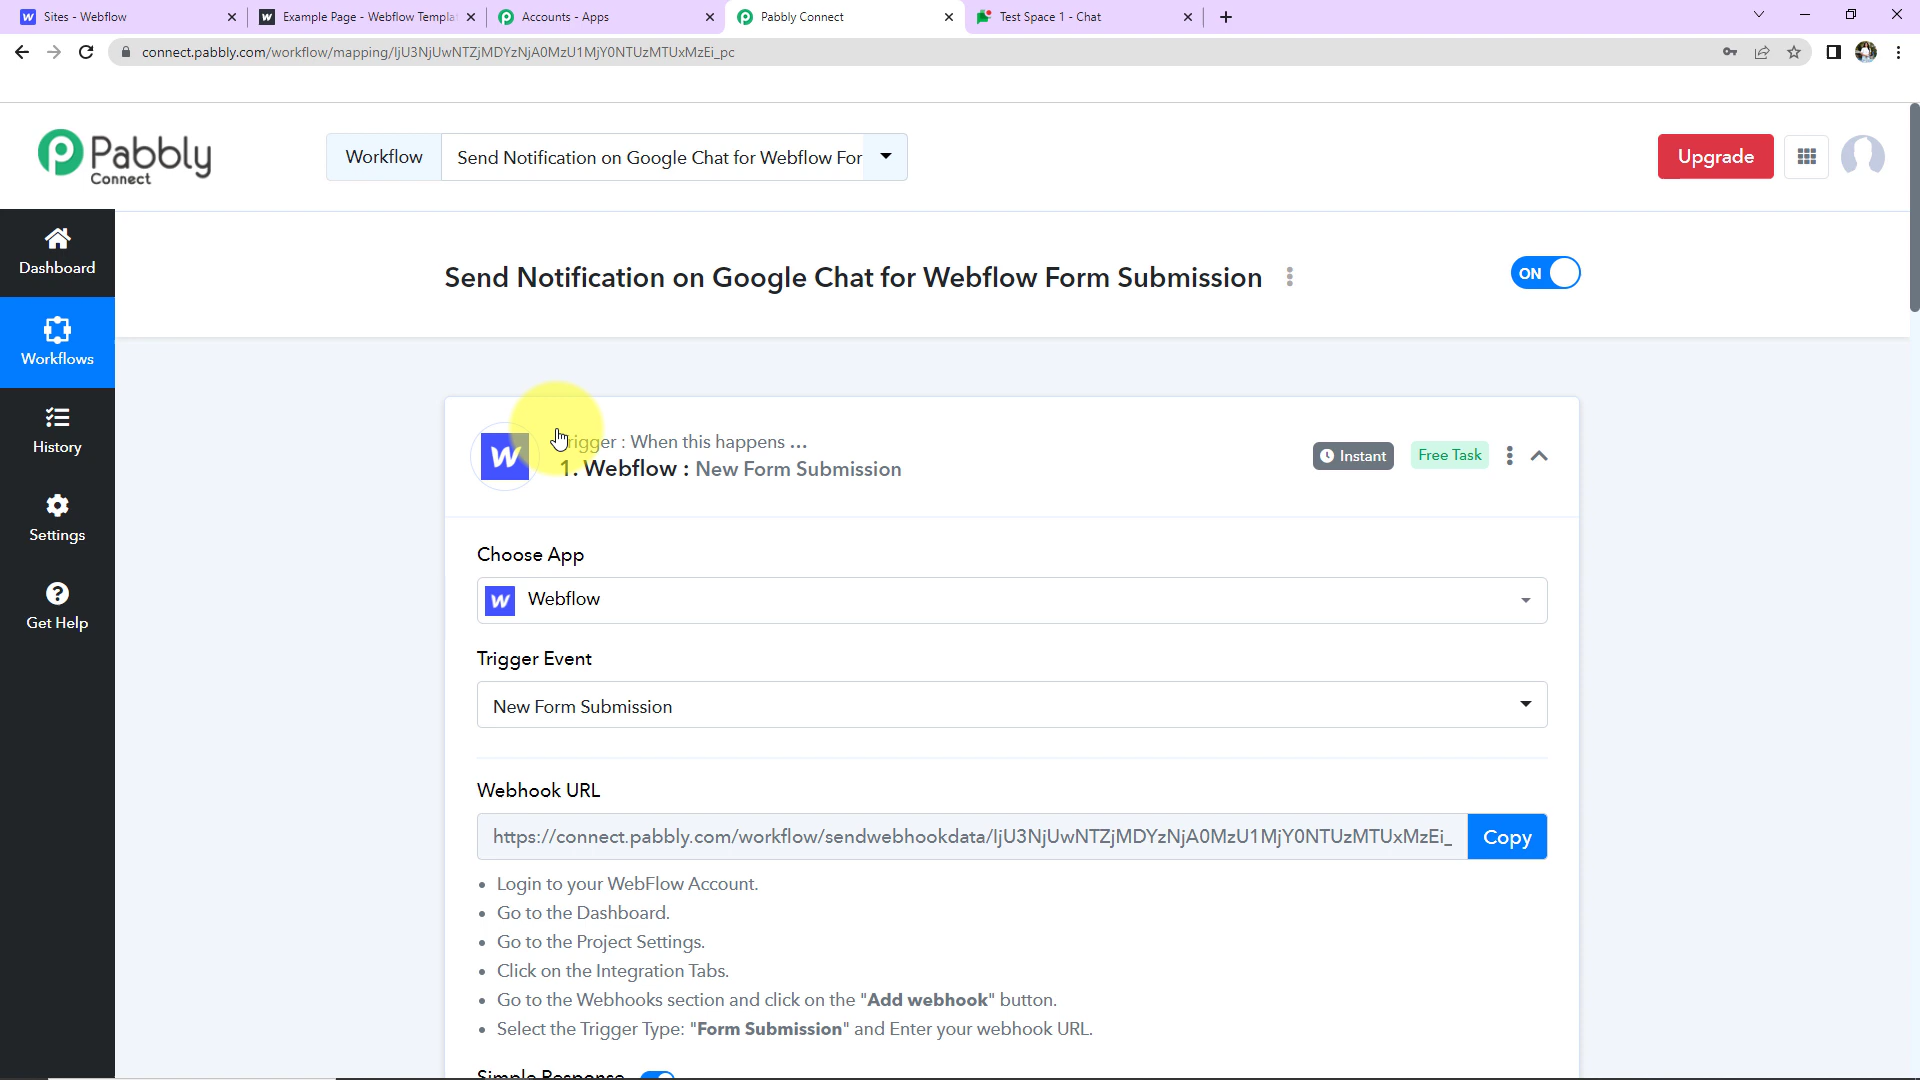 Sites - Webflow
Example Page - Webflow Templa
Accounts - Apps
Pabbly Connect
Test Space 1 - Chat
connect.pabbly.com/workflow/mapping/IjU3NjUwNTZjMDYzNjA0MzU1MjY0NTUzMTUxMzEi_pc
Pabbly
Connect
Workflow
Send Notification on Google Chat for Webflow For
Upgrade
Dashboard
Workflows
History
Settings
Get Help
Send Notification on Google Chat for Webflow Form Submission
ON
Trigger : When this happens ...
1. Webflow : New Form Submission
Instant
Free Task
Choose App
Webflow
Trigger Event
New Form Submission
Webhook URL
https://connect.pabbly.com/workflow/sendwebhookdata/IjU3NjUwNTZjMDYzNjA0MzU1MjY0NTUzMTUxMzEi_
Copy
• Login to your WebFlow Account.
• Go to the Dashboard.
• Go to the Project Settings.
• Click on the Integration Tabs.
• Go to the Webhooks section and click on the "Add webhook" button.
• Select the Trigger Type: "Form Submission" and Enter your webhook URL.
Simple Response